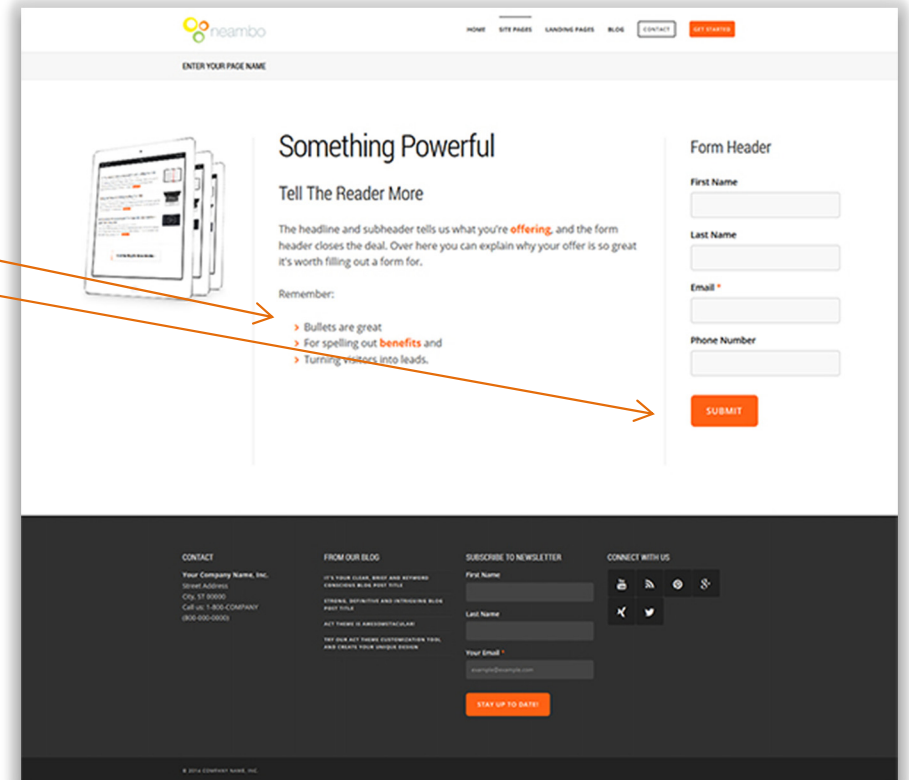 neambo
HOME SITE PAGES LANDING PAGES BLOG CONTACT GET STARTED
ENTER YOUR PAGE NAME
Something Powerful
Tell The Reader More
The headline and subheader tells us what you're offering, and the form
header closes the deal. Over here you can explain why your offer is so great
it's worth filling out a form for.
Remember:
Bullets are great
For spelling out benefits and
Turning visitors into leads.
Form Header
First Name
Last Name
Email *
Phone Number
SUBMIT
CONTACT
Your Company Name, Inc.
Street Address
City, ST 00000
Call us: 1-800-COMPANY
(800-000-0000)
FROM OUR BLOG
IT'S YOUR CLEAR, BRIEF AND KEYWORD
CONSCIOUS BLOG POST TITLE
STRONG, DEFINITIVE AND INTRIGUING BLOG
POST TITLE
ACT THEME IS AWESOMETACULAR!
TRY OUR ACT THEME CUSTOMIZATION TOOL
AND CREATE YOUR UNIQUE DESIGN
SUBSCRIBE TO NEWSLETTER
First Name
Last Name
Your Email *
example@example.com
STAY UP TO DATE!
CONNECT WITH US
© 2014 COMPANY NAME, INC.